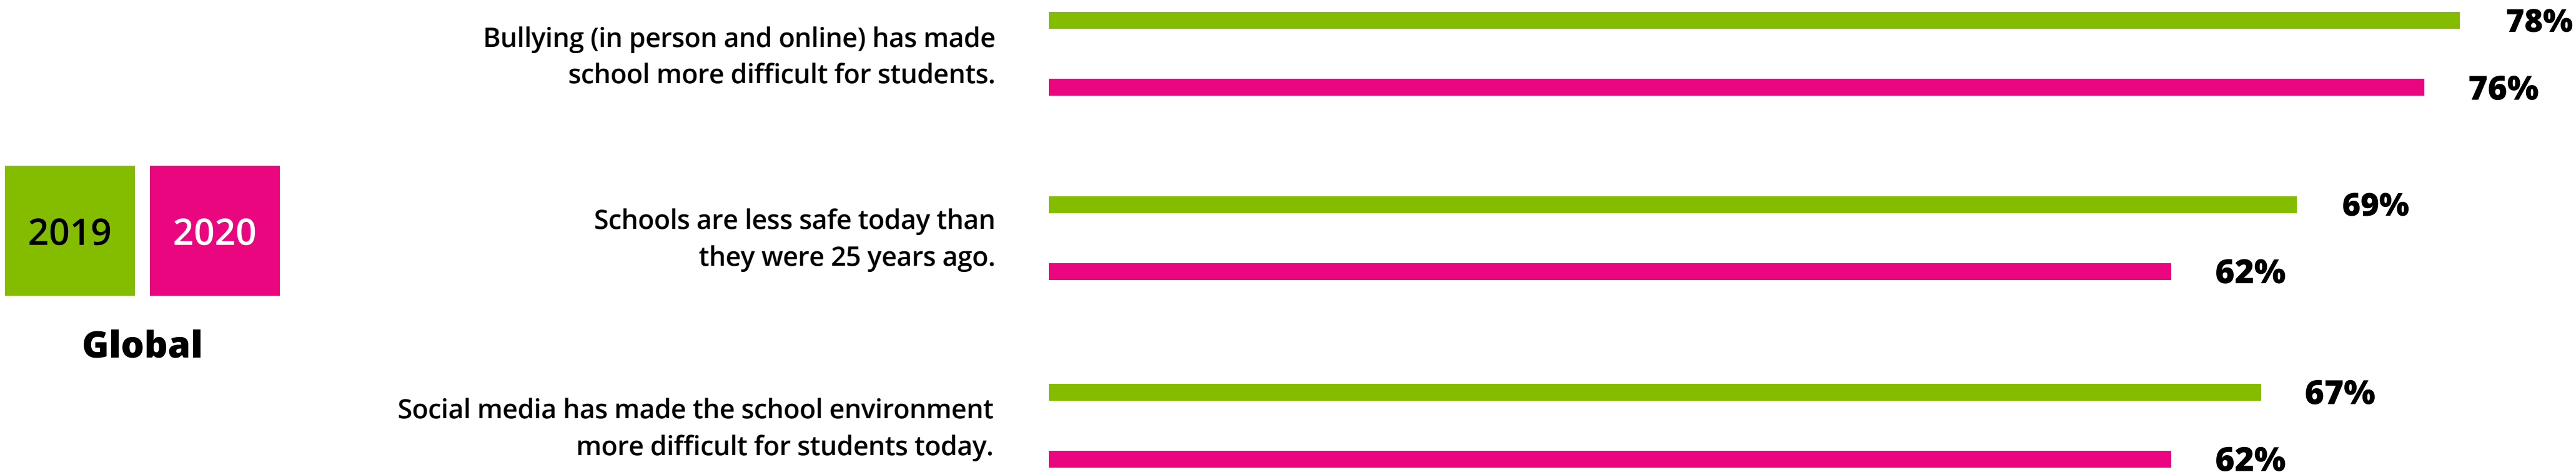 Bullying (in person and online) has made
school more difficult for students.
78%
76%
2019
2020
Global
Schools are less safe today than
they were 25 years ago.
69%
62%
Social media has made the school environment
more difficult for students today.
67%
62%